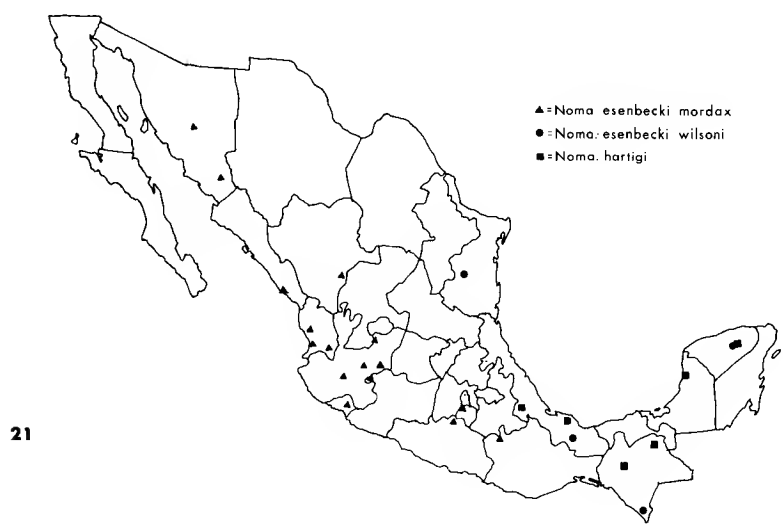 ▲=Noma esenbecki mordax
●=Noma. esenbecki wilsoni
■=Noma. hartigi
21